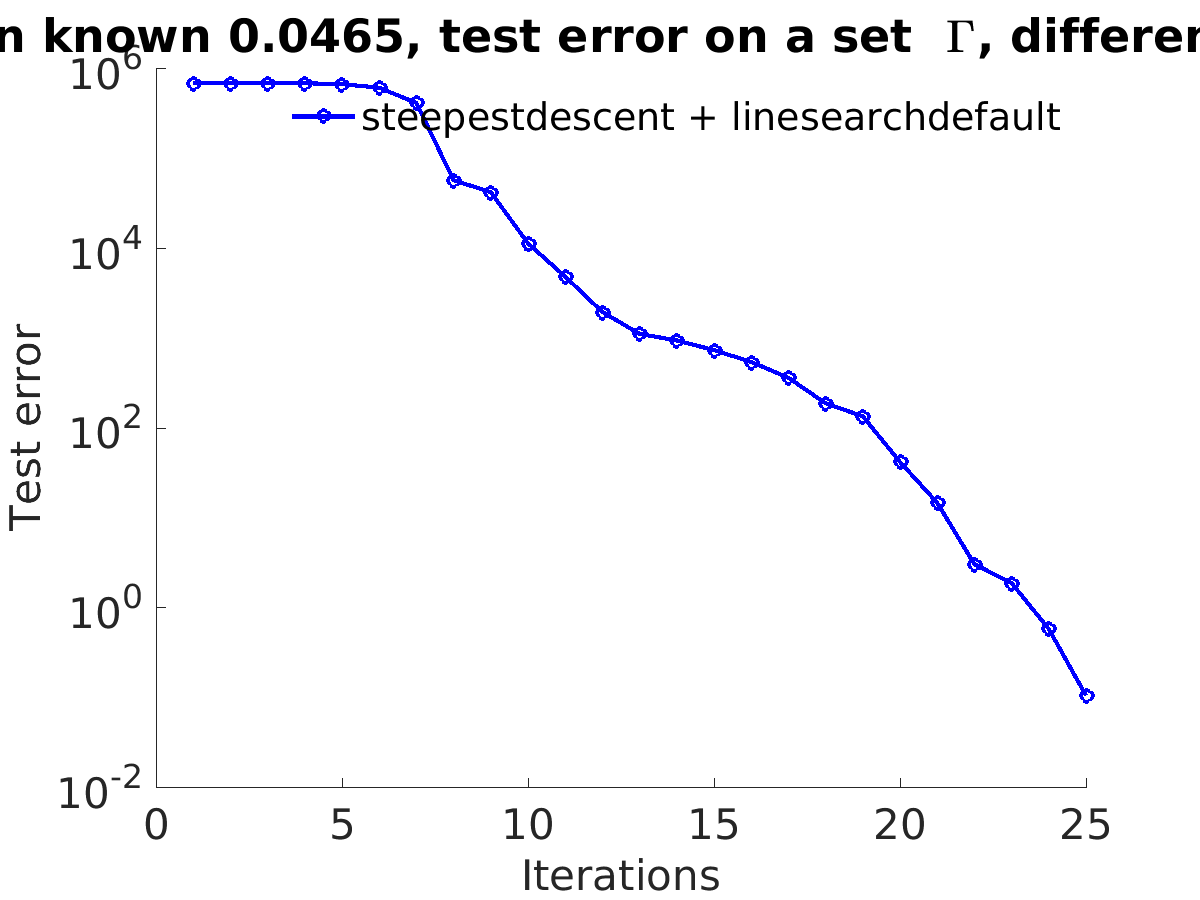 n known 0.0465, test error on a set Γ, differen
10^6
steepestdescent + linesearchdefault
10^4
10^2
10^0
10^-2
Test error
0 5 10 15 20 25
Iterations